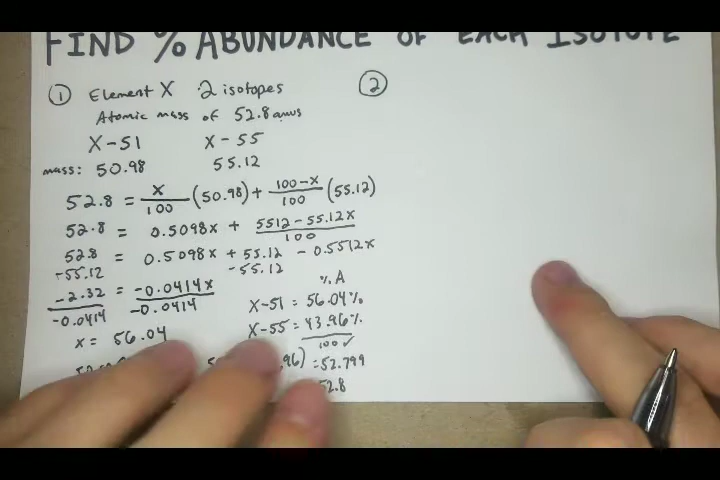 FIND % ABUNDANCE OF EACH ISOTOPE
① Element X 2 isotopes
Atomic mass of 52.8 amus
X-51 X-55
mass: 50.98 55.12
52.8 = x/100 (50.98) + 100-x/100 (55.12)
52.8 = 0.5098x + 5512-55.12x/100
52.8 = 0.5098x + 55.12 - 0.5512x
-55.12 -55.12
-2.32/-0.0414 = -0.0414x/-0.0414
x = 56.04
% A
X-51 = 56.04%
X-55 = 43.96%
100 ✓
= 52.799
52.8
②